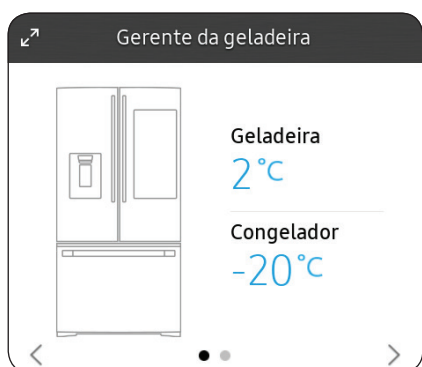 Gerente da geladeira
Geladeira
2°C
Congelador
-20°C